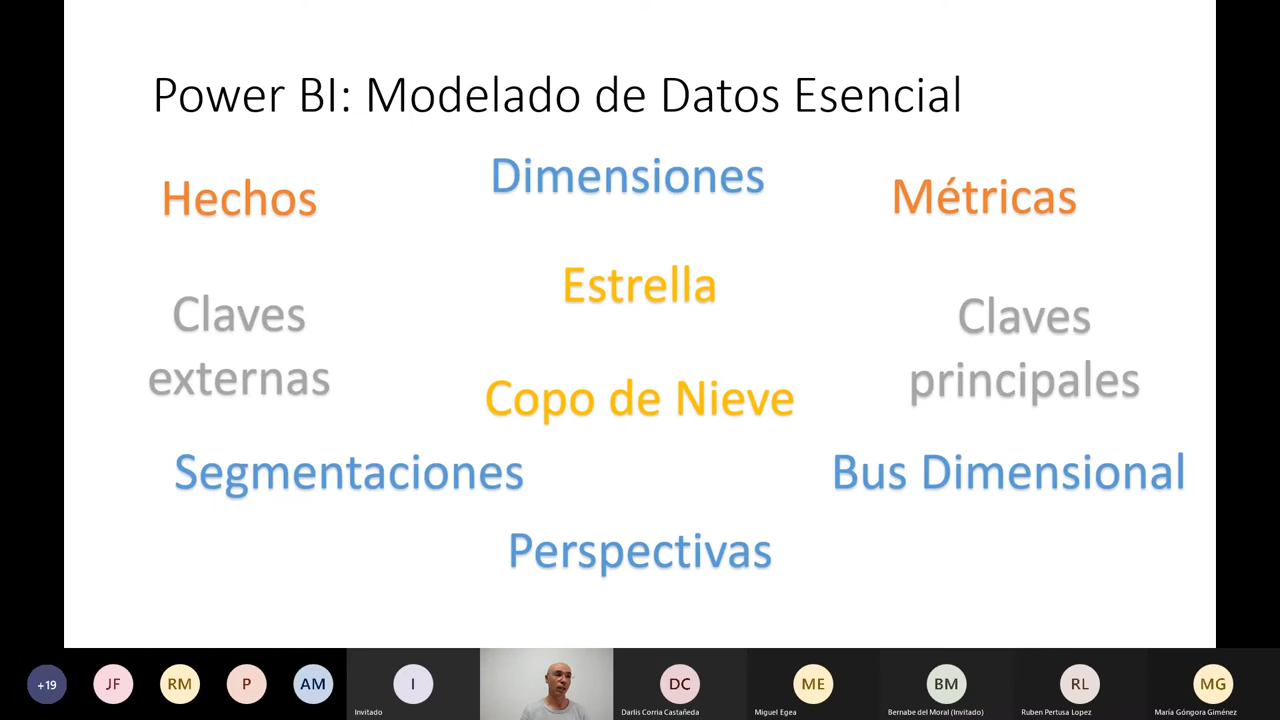 Power BI: Modelado de Datos Esencial
Dimensiones
Hechos
Métricas
Estrella
Claves
externas
Claves
principales
Copo de Nieve
Segmentaciones
Bus Dimensional
Perspectivas
+19
JF
RM
P
AM
I
Invitado
DC
Darlis Corria Castañeda
ME
Miguel Egea
BM
Bernabe del Moral (Invitado)
RL
Ruben Pertusa Lopez
MG
María Góngora Giménez